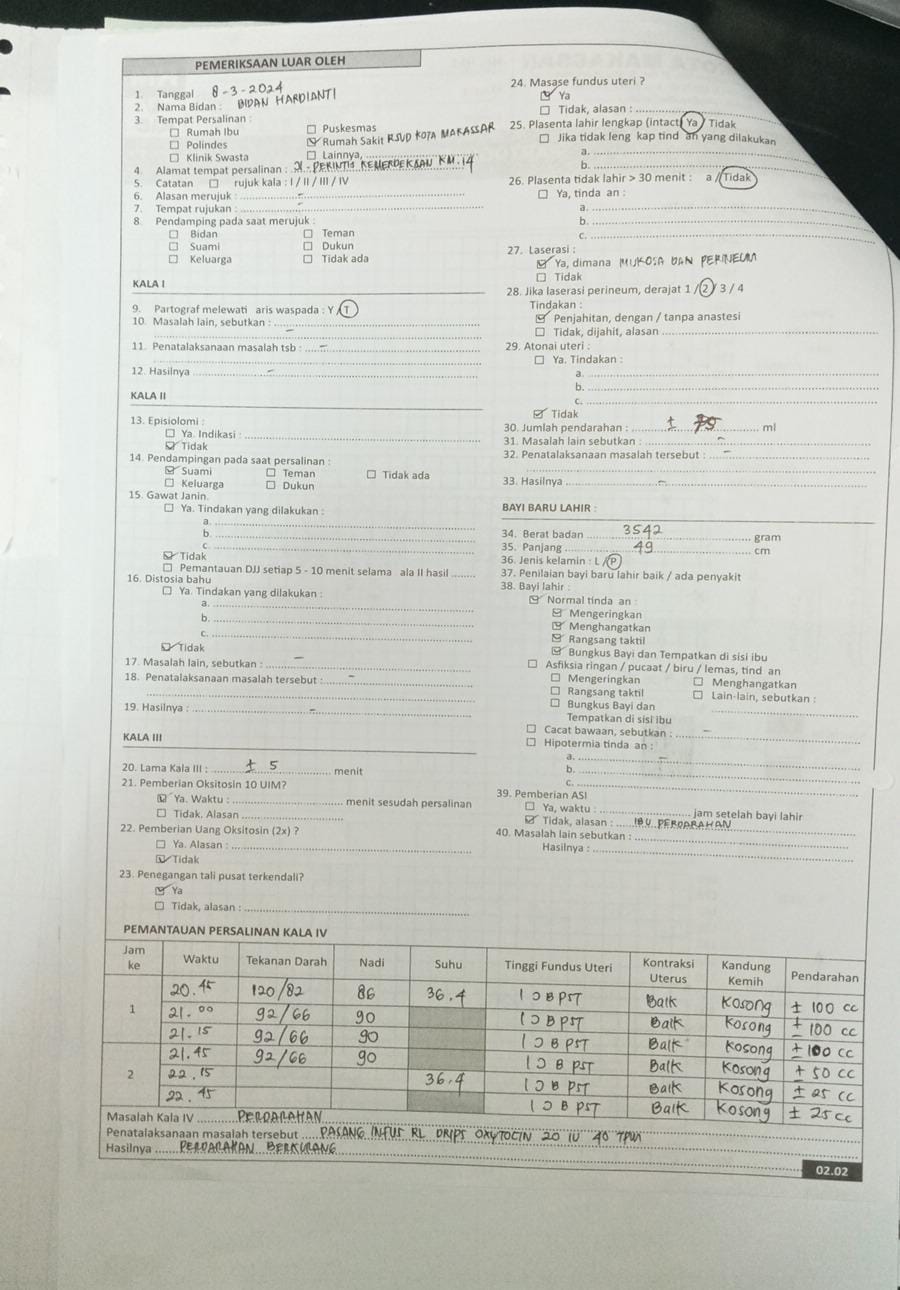 PEMERIKSAAN LUAR OLEH
1. Tanggal 8-3-2024
2. Nama Bidan : BIDAN HARDIANTI
3. Tempat Persalinan :
☐ Rumah Ibu ☐ Puskesmas
☐ Polindes ☑ Rumah Sakit RSUD KOTA MAKASSAR
☐ Klinik Swasta ☐ Lainnya, ..........
4. Alamat tempat persalinan : Jl. PERINTIS KEMERDEKAAN KM.14
5. Catatan ☐ rujuk kala : I / II / III / IV
6. Alasan merujuk : .......... -
7. Tempat rujukan : .......... -
8. Pendamping pada saat merujuk :
☐ Bidan ☐ Teman
☐ Suami ☐ Dukun
☐ Keluarga ☐ Tidak ada
KALA I
9. Partograf melewati aris waspada : Y / T
10. Masalah lain, sebutkan : .......... -
11. Penatalaksanaan masalah tsb : .......... -
12. Hasilnya .......... -
KALA II
13. Episiolomi :
☐ Ya. Indikasi : ..........
☑ Tidak
14. Pendampingan pada saat persalinan :
☑ Suami ☐ Teman ☐ Tidak ada
☐ Keluarga ☐ Dukun
15. Gawat Janin.
☐ Ya. Tindakan yang dilakukan :
a. ..........
b. ..........
c. ..........
☑ Tidak
☐ Pemantauan DJJ setiap 5 - 10 menit selama ala II hasil ........
16. Distosia bahu
☐ Ya. Tindakan yang dilakukan :
a. ..........
b. ..........
c. ..........
☑ Tidak
17. Masalah lain, sebutkan : .......... -
18. Penatalaksanaan masalah tersebut : .......... -
19. Hasilnya : .......... -
KALA III
20. Lama Kala III : ± 5 menit
21. Pemberian Oksitosin 10 UIM?
☑ Ya. Waktu : .......... menit sesudah persalinan
☐ Tidak. Alasan ..........
22. Pemberian Uang Oksitosin (2x) ?
☐ Ya. Alasan : ..........
☑ Tidak
23. Penegangan tali pusat terkendali?
☑ Ya
☐ Tidak, alasan : ..........
24. Masase fundus uteri ?
☑ Ya
☐ Tidak, alasan : ..........
25. Plasenta lahir lengkap (intact) Ya / Tidak
☐ Jika tidak leng kap tind an yang dilakukan
a. ..........
b. ..........
26. Plasenta tidak lahir > 30 menit : a / Tidak
☐ Ya, tinda an :
a. ..........
b. ..........
c. ..........
27. Laserasi :
☑ Ya, dimana MUKOSA DAN PERINEUM
☐ Tidak
28. Jika laserasi perineum, derajat 1 / 2 / 3 / 4
Tindakan :
☑ Penjahitan, dengan / tanpa anastesi
☐ Tidak, dijahit, alasan ..........
29. Atonai uteri :
☐ Ya. Tindakan :
a. ..........
b. ..........
c. ..........
☑ Tidak
30. Jumlah pendarahan : ± .......... ml
31. Masalah lain sebutkan : .......... -
32. Penatalaksanaan masalah tersebut : .......... -
33. Hasilnya .......... -
BAYI BARU LAHIR :
34. Berat badan 3542 gram
35. Panjang 49 cm
36. Jenis kelamin : L / P
37. Penilaian bayi baru lahir baik / ada penyakit
38. Bayi lahir :
☑ Normal tinda an :
☑ Mengeringkan
☑ Menghangatkan
☑ Rangsang taktil
☑ Bungkus Bayi dan Tempatkan di sisi ibu
☐ Asfiksia ringan / pucaat / biru / lemas, tind an
☐ Mengeringkan ☐ Menghangatkan
☐ Rangsang taktil ☐ Lain-lain, sebutkan :
☐ Bungkus Bayi dan ..........
Tempatkan di sisi ibu
☐ Cacat bawaan, sebutkan : .......... -
☐ Hipotermia tinda an :
a. .......... -
b. ..........
c. ..........
39. Pemberian ASI
☐ Ya, waktu : .......... jam setelah bayi lahir
☑ Tidak, alasan : IBU PERDARAHAN
40. Masalah lain sebutkan : ..........
Hasilnya : ..........
PEMANTAUAN PERSALINAN KALA IV
Jam ke Waktu Tekanan Darah Nadi Suhu Tinggi Fundus Uteri Kontraksi Uterus Kandung Kemih Pendarahan
1 20.45 120/82 86 36.4 1 J B PST Baik Kosong ± 100 cc
21.00 92/66 90 1 J B PST Baik Kosong ± 100 cc
21.15 92/66 90 1 J B PST Baik Kosong ± 100 cc
21.45 92/66 90 1 J B PST Baik Kosong ± 50 cc
2 22.15 36.4 1 J B PST Baik Kosong ± 25 cc
22.45 1 J B PST Baik Kosong ± 25 cc
Masalah Kala IV PERDARAHAN
Penatalaksanaan masalah tersebut PASANG INFUS RL DRIPS OXYTOCIN 20 IU 40 TPM
Hasilnya PERDARAHAN BERKURANG
02.02